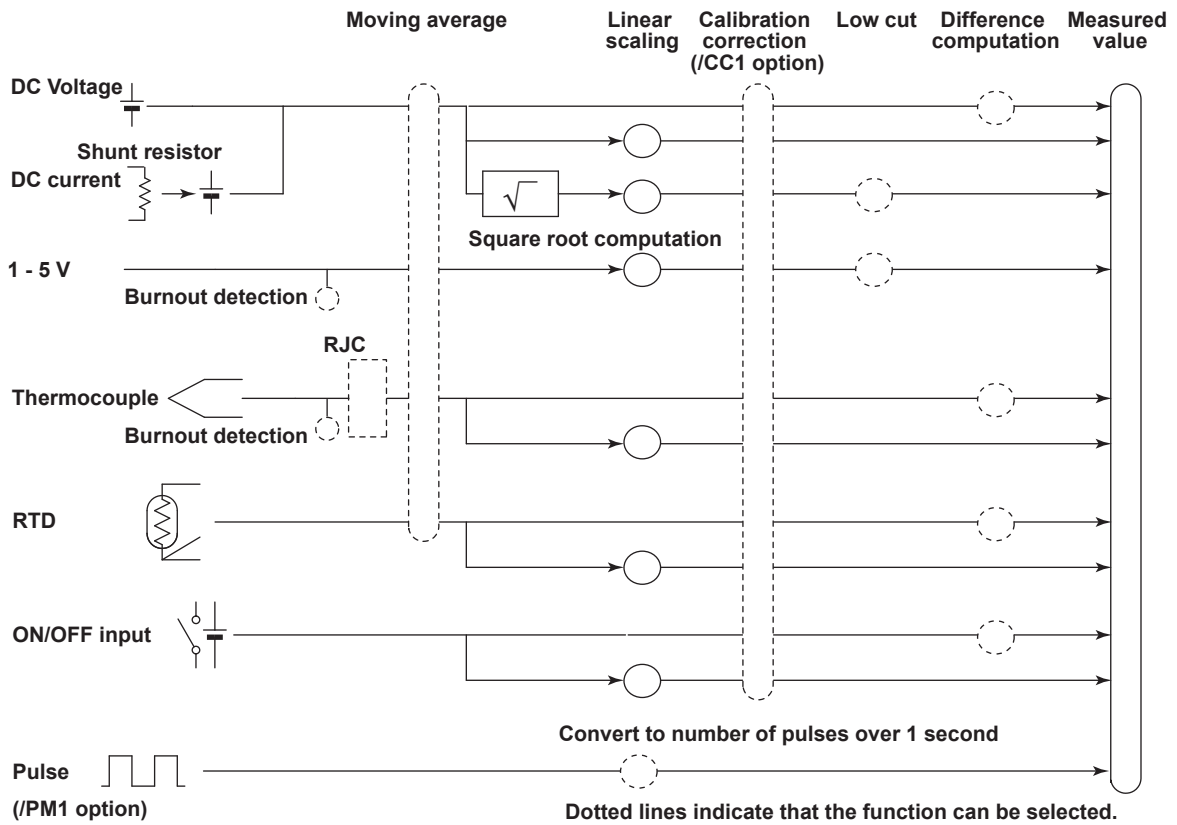 Moving average
Linear
scaling
Calibration
correction
(/CC1 option)
Low cut
Difference
computation
Measured
value
DC Voltage
Shunt resistor
DC current
√
Square root computation
1 - 5 V
Burnout detection
RJC
Thermocouple
Burnout detection
RTD
ON/OFF input
Convert to number of pulses over 1 second
Pulse
(/PM1 option)
Dotted lines indicate that the function can be selected.